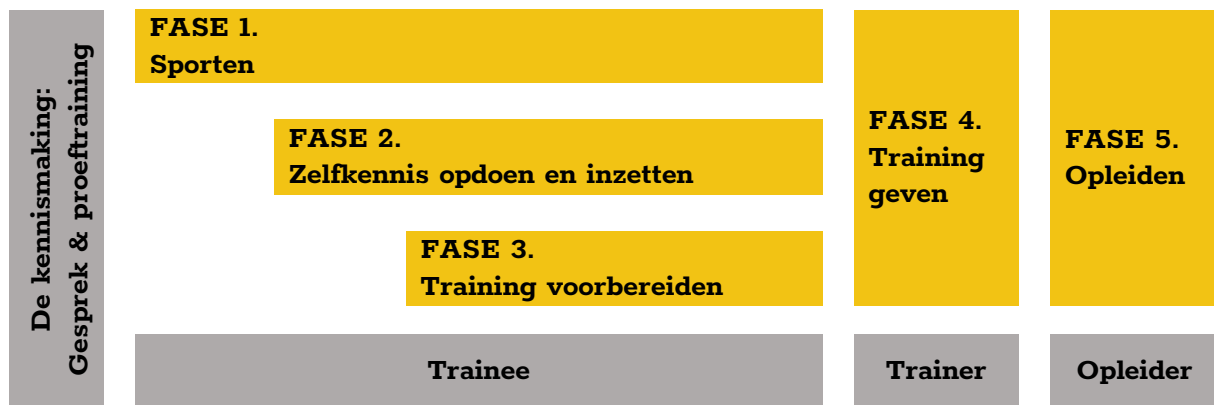 De kennismaking:
Gesprek & proeftraining
FASE 1.
Sporten
FASE 2.
Zelfkennis opdoen en inzetten
FASE 3.
Training voorbereiden
FASE 4.
Training
geven
FASE 5.
Opleiden
Trainee
Trainer
Opleider